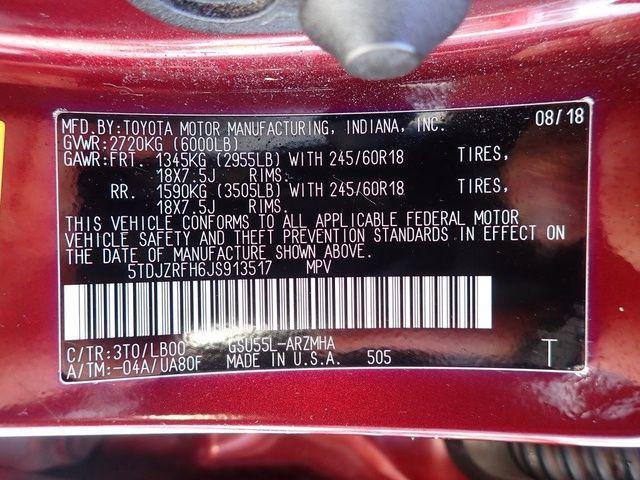 MFD.BY:TOYOTA MOTOR MANUFACTURING, INDIANA, INC. 08/18
GVWR:2720KG (6000LB)
GAWR:FRT. 1345KG (2955LB) WITH 245/60R18 TIRES,
18X7.5J RIMS.
RR. 1590KG (3505LB) WITH 245/60R18 TIRES,
18X7.5J RIMS.
THIS VEHICLE CONFORMS TO ALL APPLICABLE FEDERAL MOTOR
VEHICLE SAFETY AND THEFT PREVENTION STANDARDS IN EFFECT ON
THE DATE OF MANUFACTURE SHOWN ABOVE.
5TDJZRFH6JS913517 MPV
C/TR:3T0/LB00 GSU55L-ARZMHA
A/TM:-04A/UA80F MADE IN U.S.A. 505 T